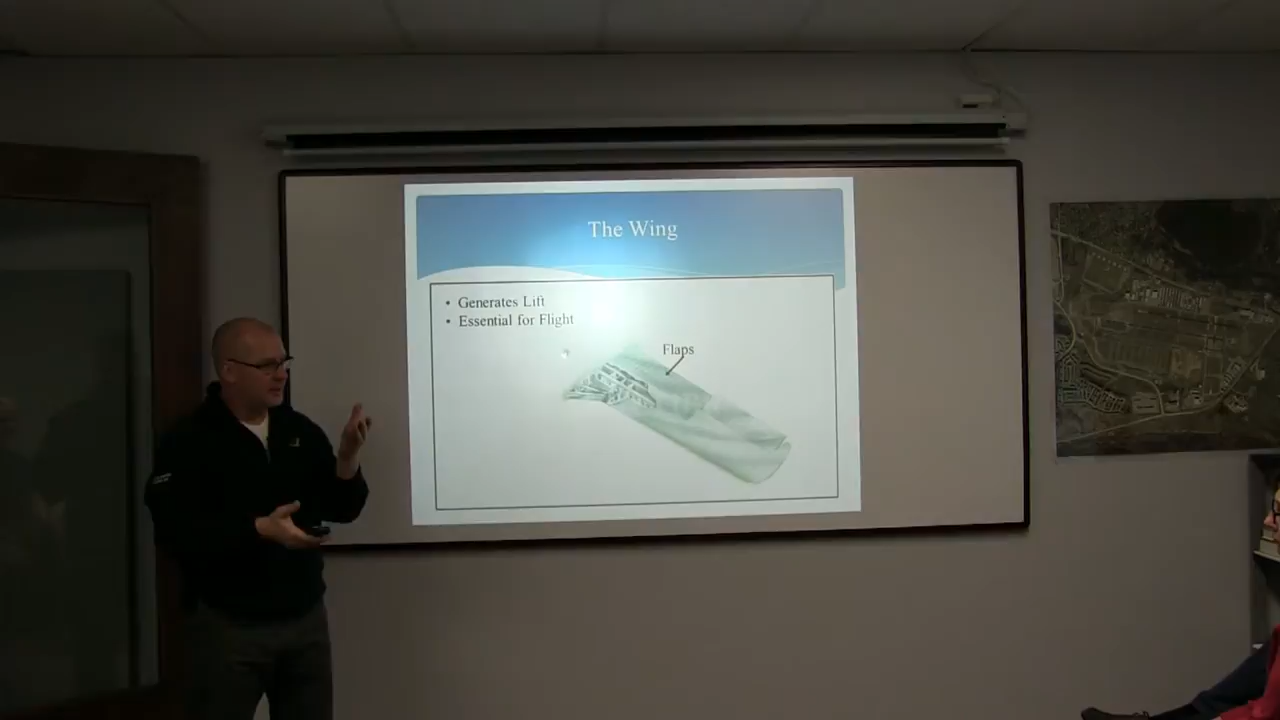 The Wing
• Generates Lift
• Essential for Flight
Flaps